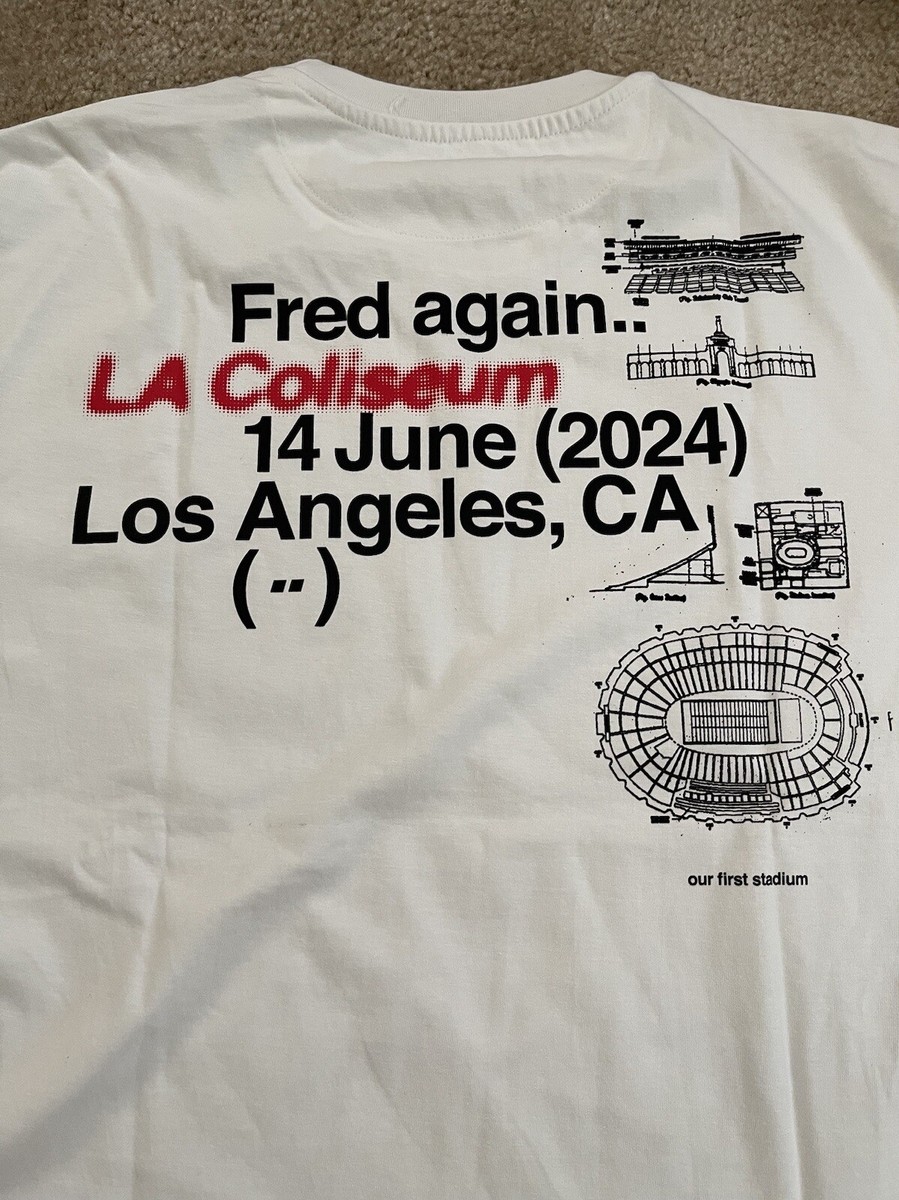 Fred again..
LA Coliseum
14 June (2024)
Los Angeles, CA
(··)
our first stadium